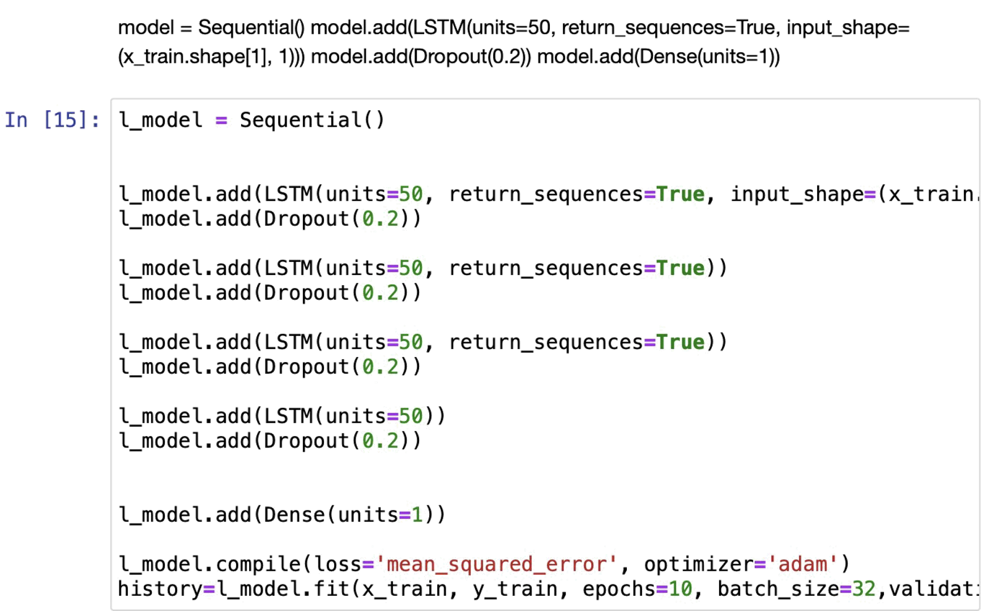 model = Sequential() model.add(LSTM(units=50, return_sequences=True, input_shape=
(x_train.shape[1], 1))) model.add(Dropout(0.2)) model.add(Dense(units=1))
In [15]: l_model = Sequential()
l_model.add(LSTM(units=50, return_sequences=True, input_shape=(x_train.
l_model.add(Dropout(0.2))
l_model.add(LSTM(units=50, return_sequences=True))
l_model.add(Dropout(0.2))
l_model.add(LSTM(units=50, return_sequences=True))
l_model.add(Dropout(0.2))
l_model.add(LSTM(units=50))
l_model.add(Dropout(0.2))
l_model.add(Dense(units=1))
l_model.compile(loss='mean_squared_error', optimizer='adam')
history=l_model.fit(x_train, y_train, epochs=10, batch_size=32,validati